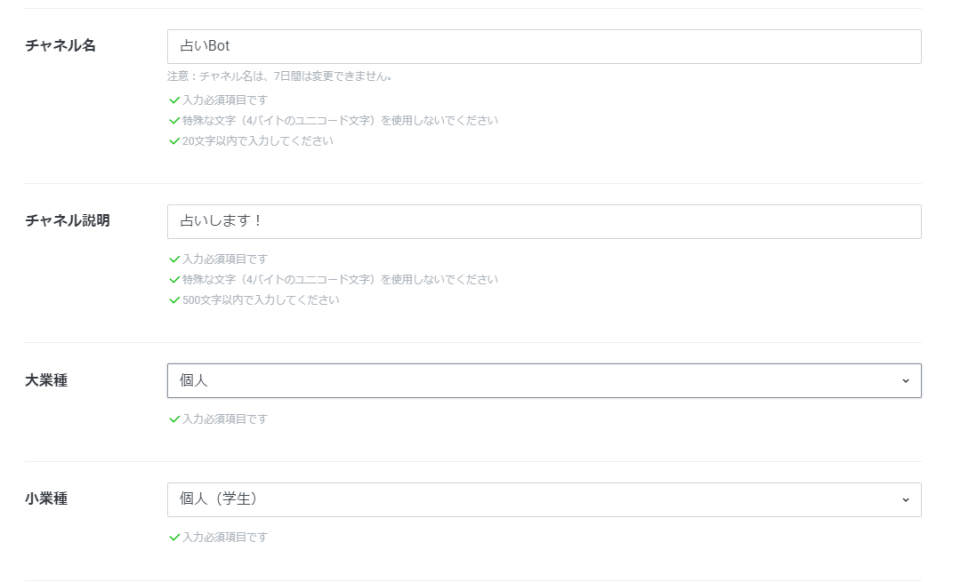 チャネル名
占いBot
注意：チャネル名は、7日間は変更できません。
入力必須項目です
特殊な文字（4バイトのユニコード文字）を使用しないでください
20文字以内で入力してください
チャネル説明
占いします！
入力必須項目です
特殊な文字（4バイトのユニコード文字）を使用しないでください
500文字以内で入力してください
大業種
個人
入力必須項目です
小業種
個人（学生）
入力必須項目です